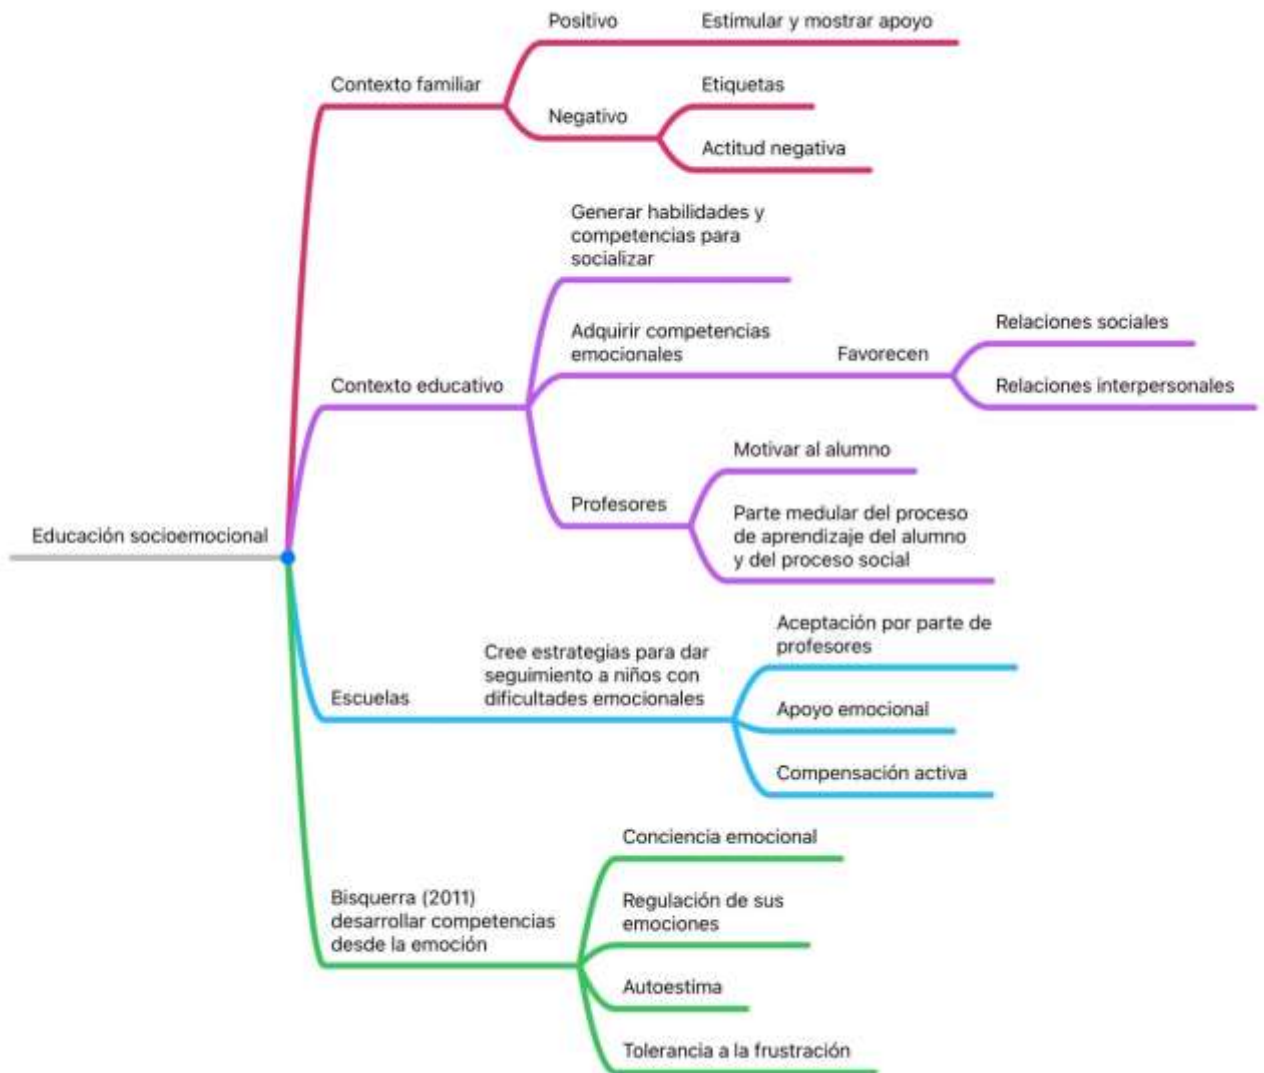 Positivo
Estimular y mostrar apoyo
Contexto familiar
Etiquetas
Negativo
Actitud negativa
Generar habilidades y
competencias para
socializar
Adquirir competencias
emocionales
Favorecen
Relaciones sociales
Relaciones interpersonales
Contexto educativo
Motivar al alumno
Profesores
Parte medular del proceso
de aprendizaje del alumno
y del proceso social
Educación socioemocional
Escuelas
Cree estrategias para dar
seguimiento a niños con
dificultades emocionales
Aceptación por parte de
profesores
Apoyo emocional
Compensación activa
Bisquerra (2011)
desarrollar competencias
desde la emoción
Conciencia emocional
Regulación de sus
emociones
Autoestima
Tolerancia a la frustración